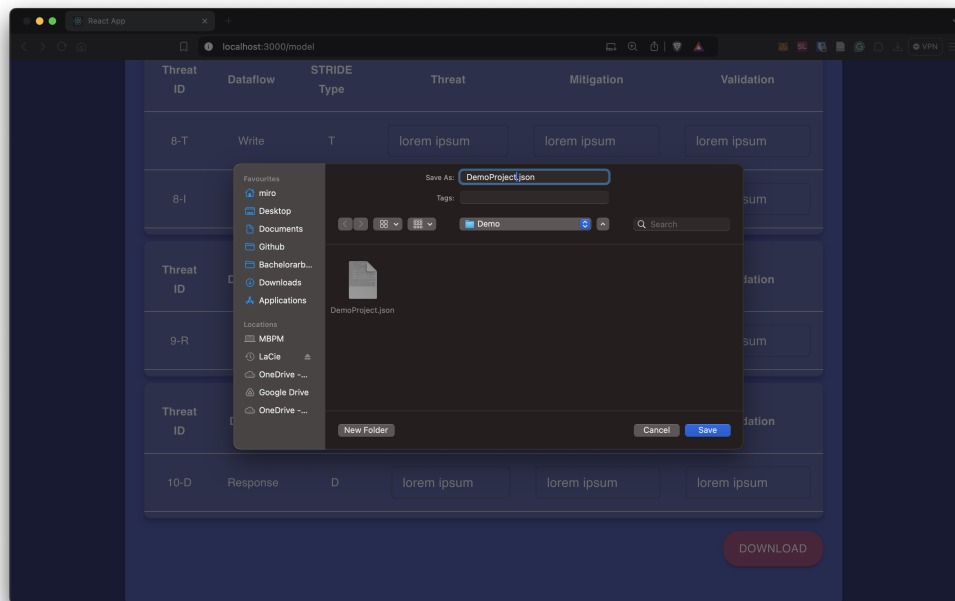 React App
localhost:3000/model
SL
VPN
Threat ID Dataflow STRIDE Type Threat Mitigation Validation
8-T Write T lorem ipsum lorem ipsum lorem ipsum
8-I
sum
Threat ID
D
dation
9-R
sum
Threat ID
D
dation
10-D Response D lorem ipsum lorem ipsum lorem ipsum
DOWNLOAD
Favourites
miro
Desktop
Documents
Github
Bachelorarb...
Downloads
Applications
Locations
MBPM
LaCie
OneDrive -...
Google Drive
OneDrive -...
Save As: DemoProject.json
Tags:
Demo
Search
DemoProject.json
New Folder
Cancel
Save